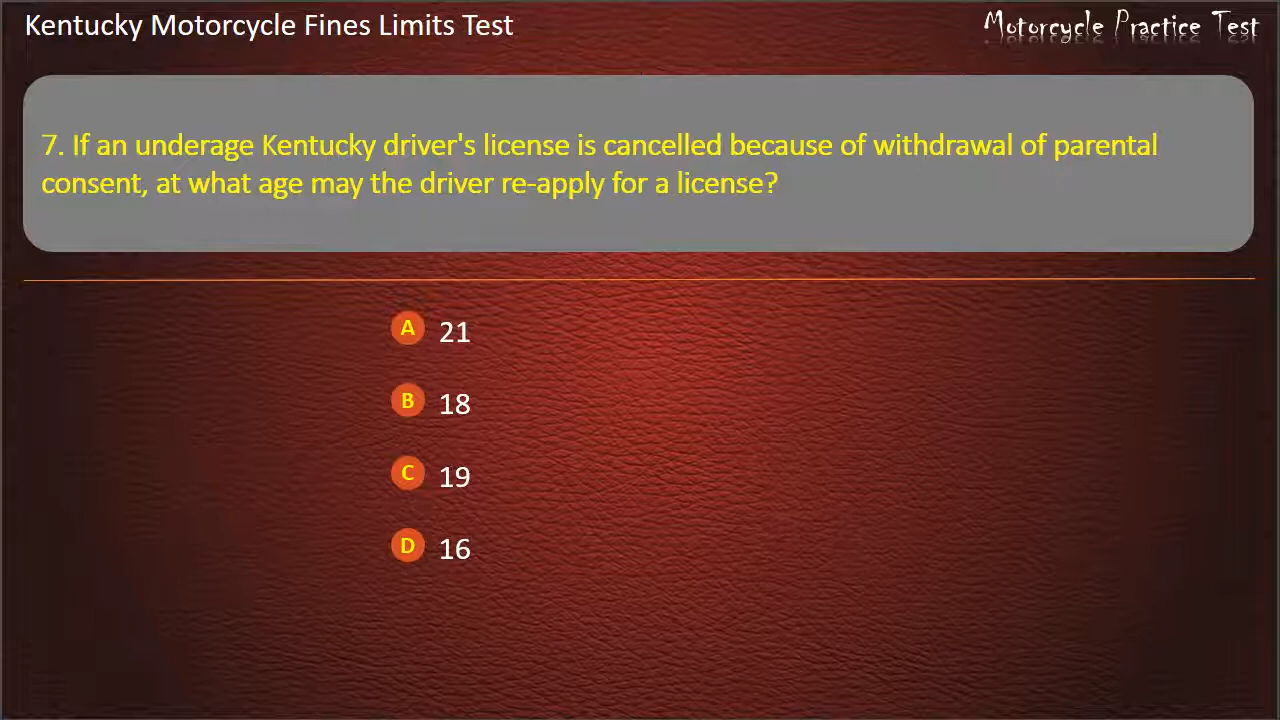 Kentucky Motorcycle Fines Limits Test
Motorcycle Practice Test
7. If an underage Kentucky driver's license is cancelled because of withdrawal of parental
consent, at what age may the driver re-apply for a license?
A 21
B 18
C 19
D 16